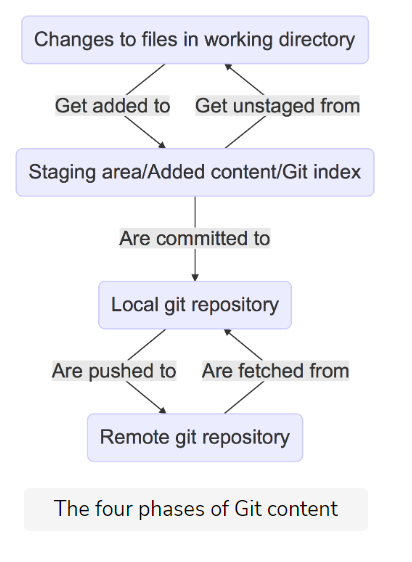 Changes to files in working directory
Get added to
Get unstaged from
Staging area/Added content/Git index
Are committed to
Local git repository
Are pushed to
Are fetched from
Remote git repository
The four phases of Git content